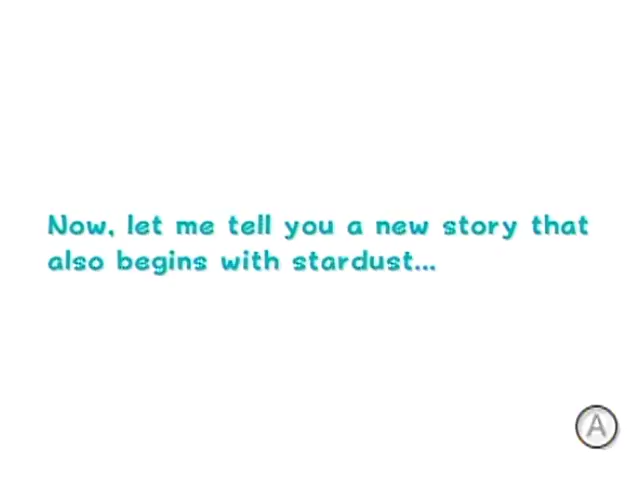 Now, let me tell you a new story that
also begins with stardust...
A